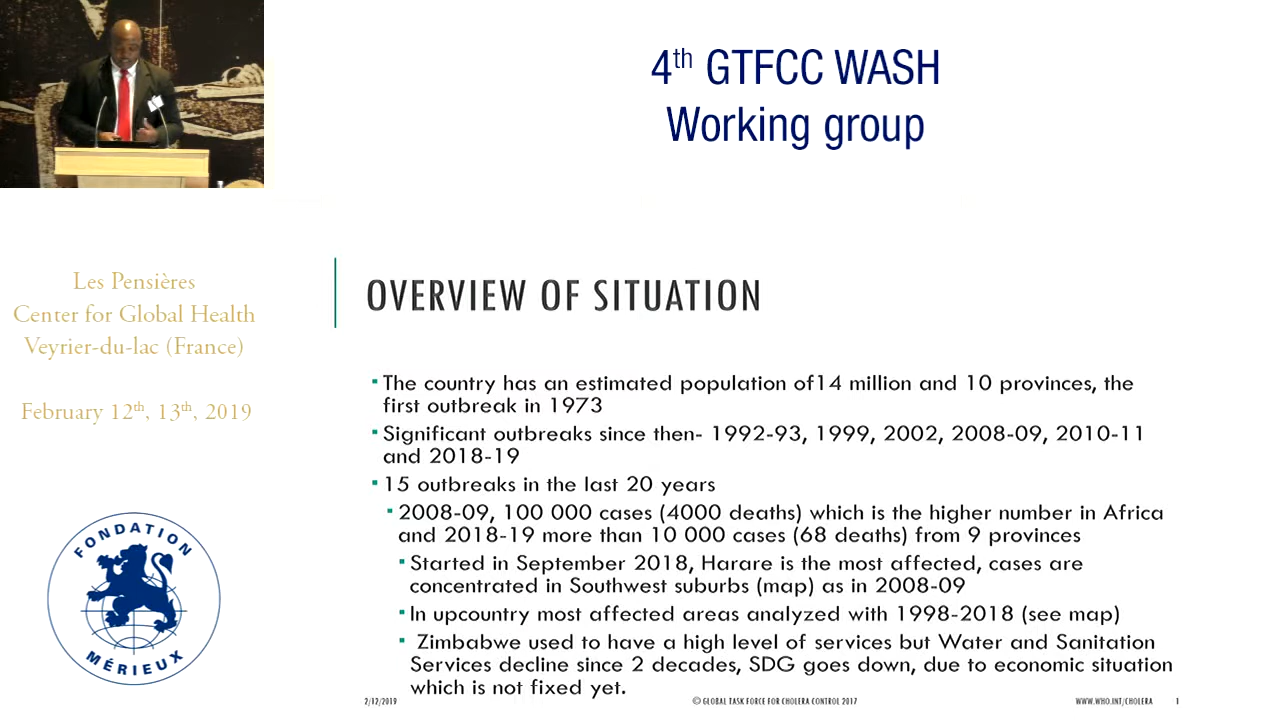 4th GTFCC WASH
Working group
Les Pensières
Center for Global Health
Veyrier-du-lac (France)
February 12th, 13th, 2019
FONDATION
MÉRIEUX
OVERVIEW OF SITUATION
▪ The country has an estimated population of14 million and 10 provinces, the
first outbreak in 1973
▪ Significant outbreaks since then- 1992-93, 1999, 2002, 2008-09, 2010-11
and 2018-19
▪ 15 outbreaks in the last 20 years
▪ 2008-09, 100 000 cases (4000 deaths) which is the higher number in Africa
and 2018-19 more than 10 000 cases (68 deaths) from 9 provinces
▪ Started in September 2018, Harare is the most affected, cases are
concentrated in Southwest suburbs (map) as in 2008-09
▪ In upcountry most affected areas analyzed with 1998-2018 (see map)
▪ Zimbabwe used to have a high level of services but Water and Sanitation
Services decline since 2 decades, SDG goes down, due to economic situation
which is not fixed yet.
2/12/2019 © GLOBAL TASK FORCE FOR CHOLERA CONTROL 2017 WWW.WHO.INT/CHOLERA 1